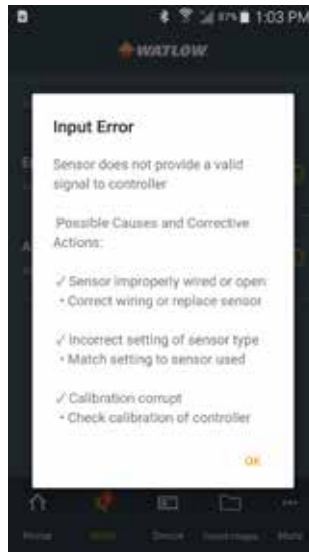 87% 1:03 PM
WATLOW
Input Error
Sensor does not provide a valid
signal to controller
Possible Causes and Corrective
Actions:
✓ Sensor improperly wired or open
• Correct wiring or replace sensor
✓ Incorrect setting of sensor type
• Match setting to sensor used
✓ Calibration corrupt
• Check calibration of controller
OK
Home
Device
More